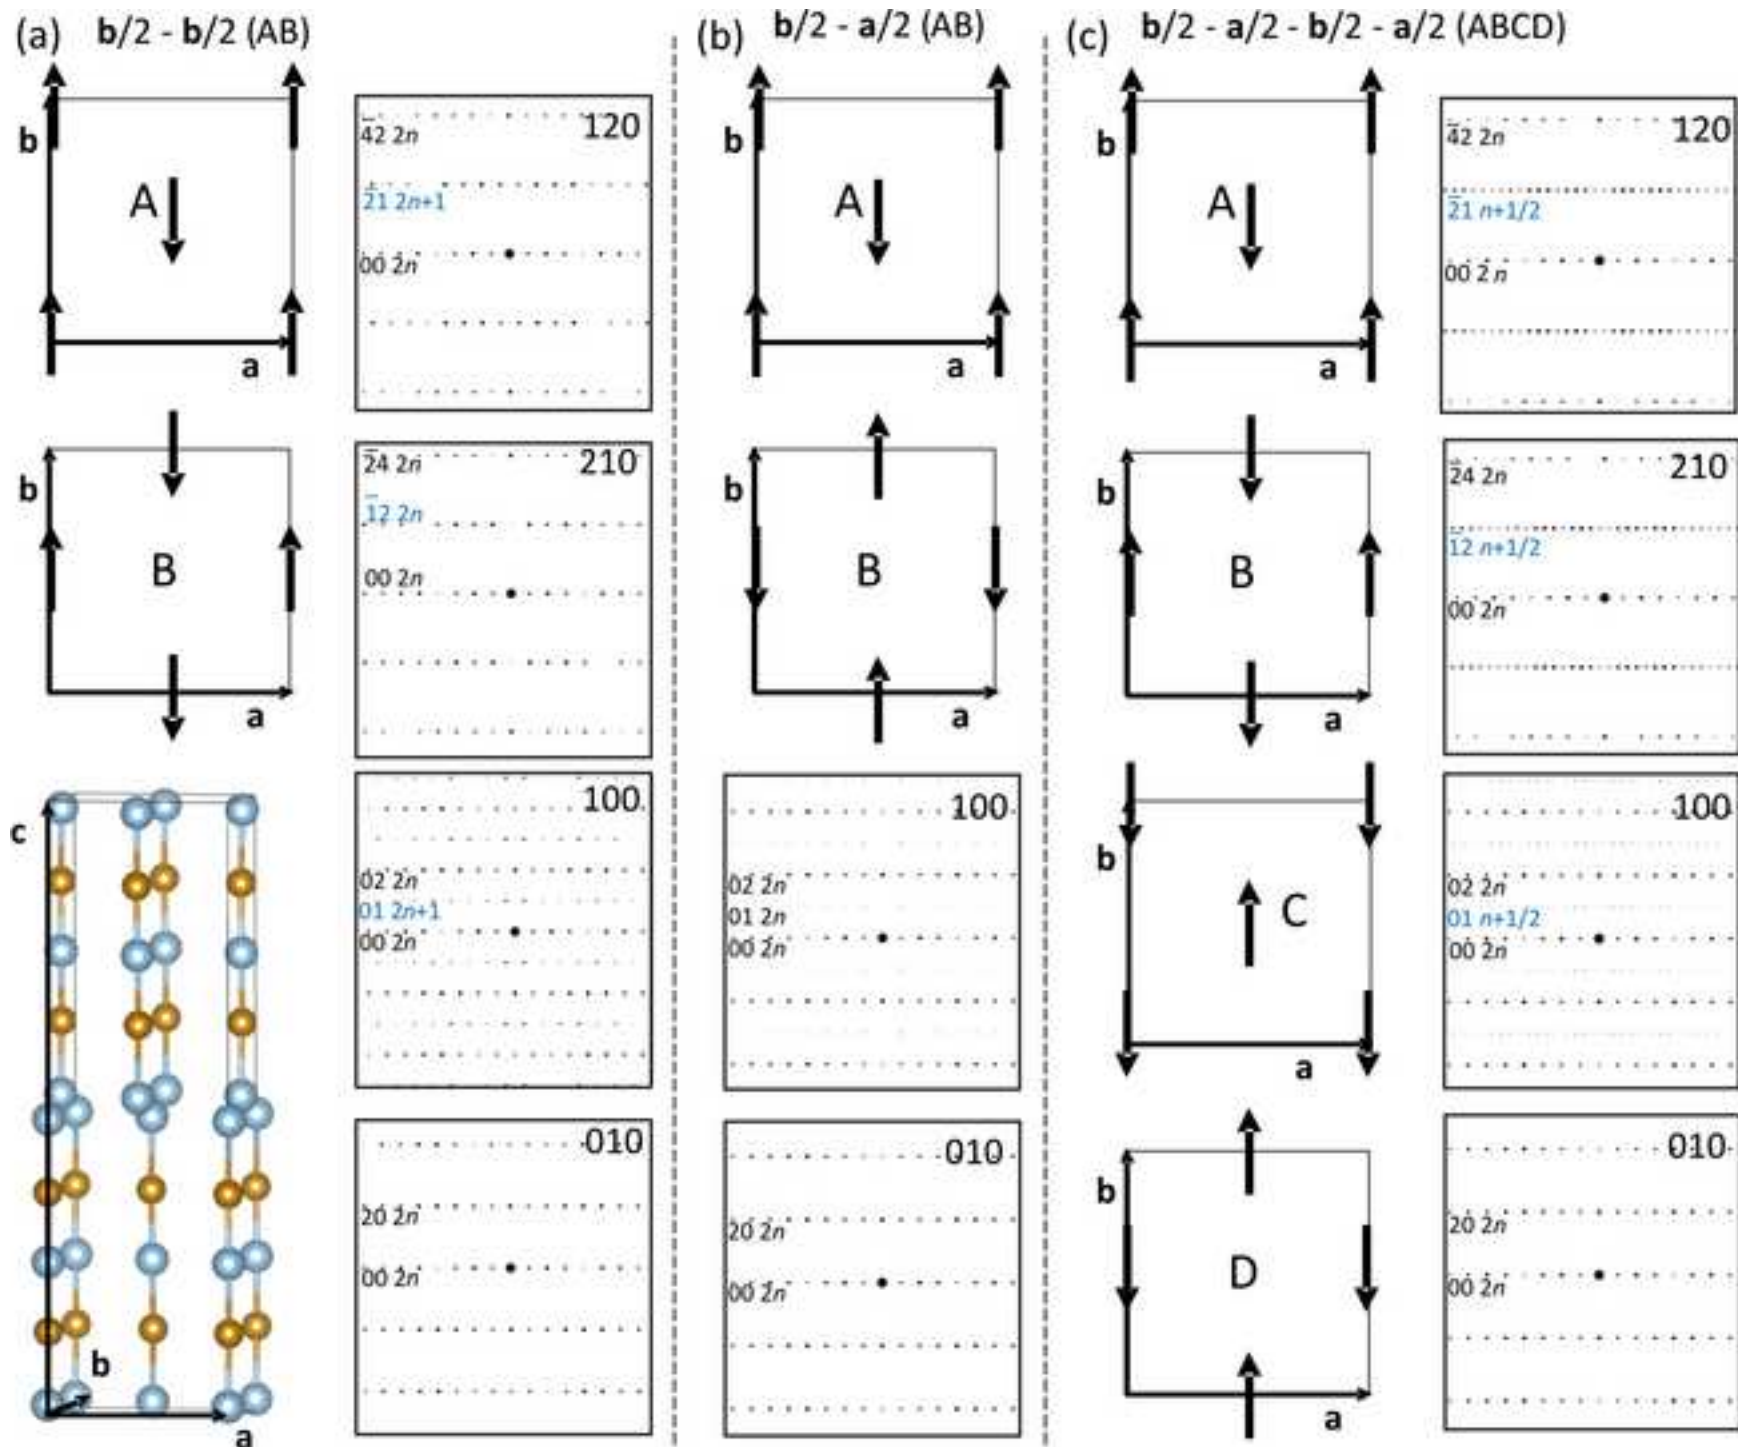 (a) b/2 - b/2 (AB)
b
A
a
4̅2 2n
120
2̅1 2n+1
00 2n
b
B
a
2̅4 2n
210
1̅2 2n
00 2n
c
b
a
100
02 2n
01 2n+1
00 2n
010
20 2n
00 2n
(b) b/2 - a/2 (AB)
b
A
a
b
B
a
100
02 2n
01 2n
00 2n
010
20 2n
00 2n
(c) b/2 - a/2 - b/2 - a/2 (ABCD)
b
A
a
4̅2 2n
120
2̅1 n+1/2
00 2n
b
B
a
2̅4 2n
210
1̅2 n+1/2
00 2n
b
C
a
100
02 2n
01 n+1/2
00 2n
b
D
a
010
20 2n
00 2n